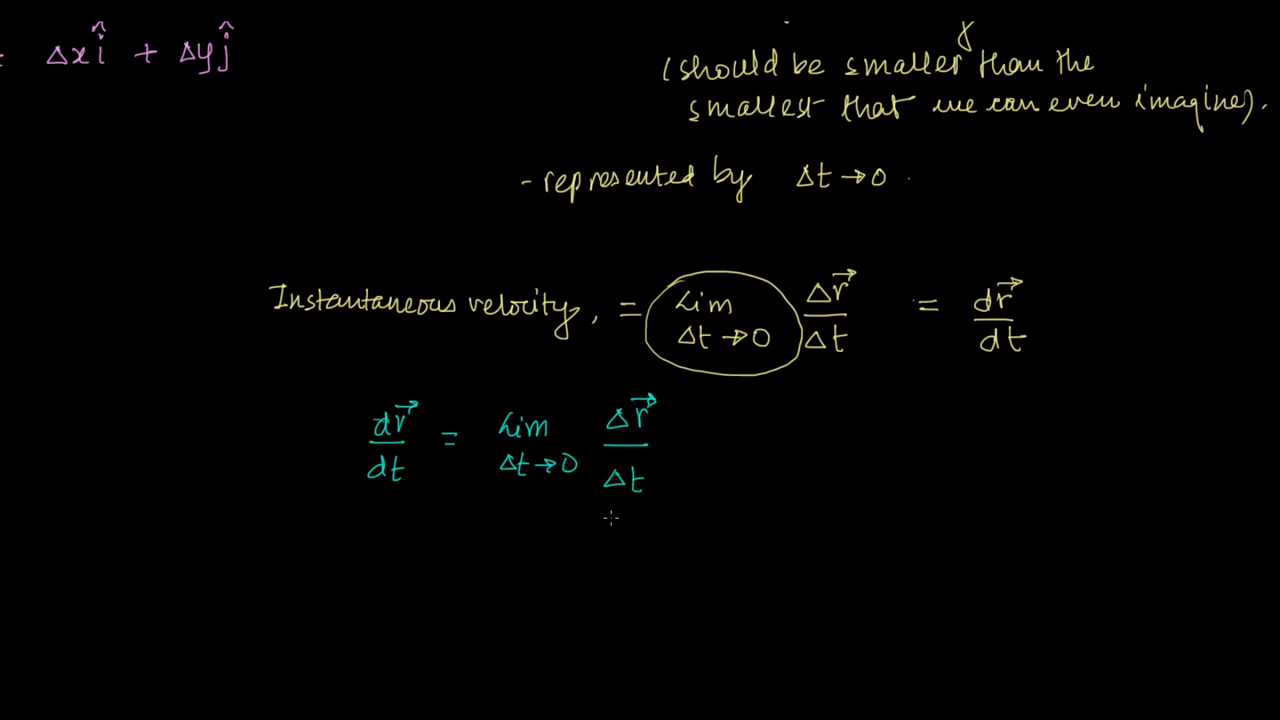 Δxî + Δyĵ
(should be smaller than the
smallest that we can even imagine).
- represented by Δt→0
Instantaneous velocity, = Lim Δt→0 Δr⃗/Δt = dr⃗/dt
dr⃗/dt = Lim Δt→0 Δr⃗/Δt